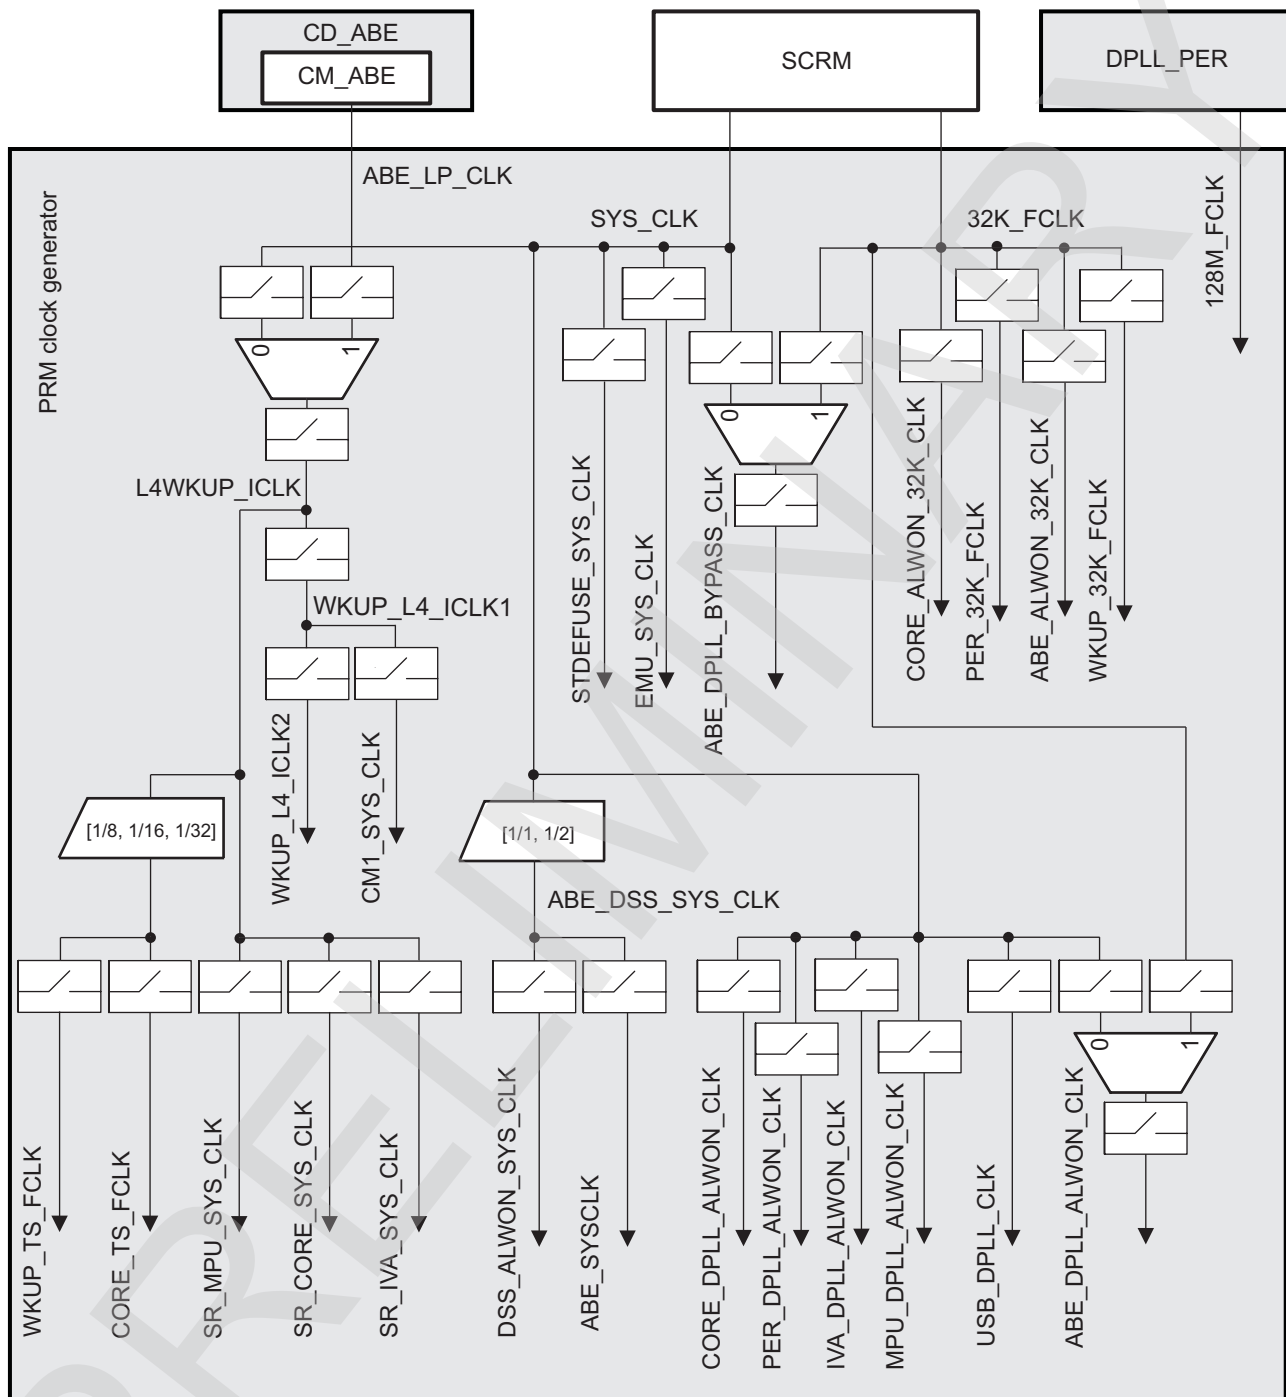 CD_ABE
CM_ABE
SCRM
DPLL_PER
PRM clock generator
ABE_LP_CLK
SYS_CLK
32K_FCLK
128M_FCLK
0
1
0
1
L4WKUP_ICLK
WKUP_L4_ICLK1
STDEFUSE_SYS_CLK
EMU_SYS_CLK
ABE_DPLL_BYPASS_CLK
CORE_ALWON_32K_CLK
PER_32K_FCLK
ABE_ALWON_32K_CLK
WKUP_32K_FCLK
WKUP_L4_ICLK2
CM1_SYS_CLK
[1/8, 1/16, 1/32]
[1/1, 1/2]
ABE_DSS_SYS_CLK
0
1
WKUP_TS_FCLK
CORE_TS_FCLK
SR_MPU_SYS_CLK
SR_CORE_SYS_CLK
SR_IVA_SYS_CLK
DSS_ALWON_SYS_CLK
ABE_SYSCLK
CORE_DPLL_ALWON_CLK
PER_DPLL_ALWON_CLK
IVA_DPLL_ALWON_CLK
MPU_DPLL_ALWON_CLK
USB_DPLL_CLK
ABE_DPLL_ALWON_CLK
PRELIMINARY